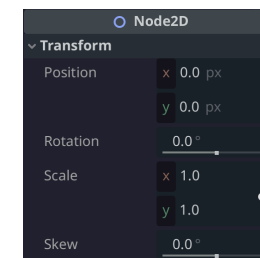 Node2D
Transform
Position x 0.0 px
y 0.0 px
Rotation 0.0 °
Scale x 1.0
y 1.0
Skew 0.0 °